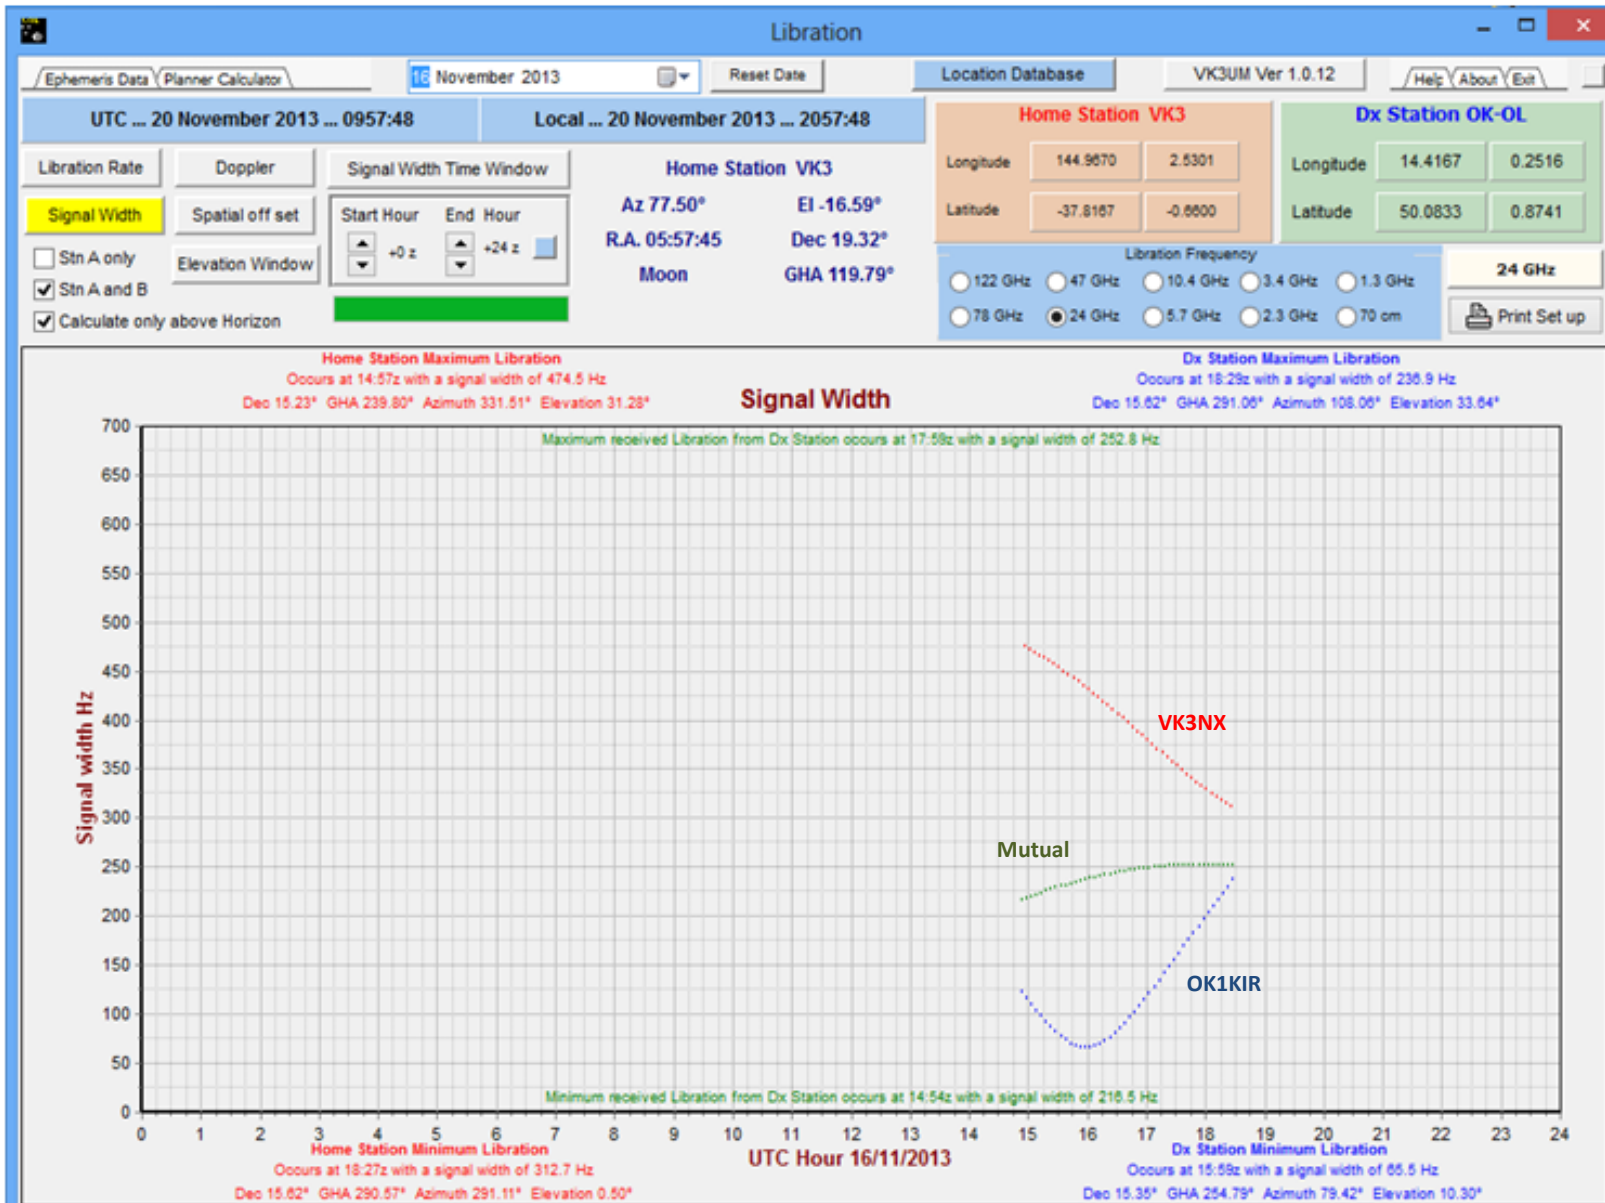 Libration
Ephemeris Data Planner Calculator 16 November 2013 Reset Date Location Database VK3UM Ver 1.0.12 Help About Exit
UTC ... 20 November 2013 ... 0957:48 Local ... 20 November 2013 ... 2057:48
Home Station VK3
Longitude 144.9670 2.5301
Latitude -37.8167 -0.6600
Dx Station OK-OL
Longitude 14.4167 0.2516
Latitude 50.0833 0.8741
Libration Rate Doppler Signal Width Time Window
Signal Width Spatial off set Start Hour End Hour
+0 z +24 z
Stn A only Elevation Window
Stn A and B
Calculate only above Horizon
Home Station VK3
Az 77.50° El -16.59°
R.A. 05:57:45 Dec 19.32°
Moon GHA 119.79°
Libration Frequency
122 GHz 47 GHz 10.4 GHz 3.4 GHz 1.3 GHz
78 GHz 24 GHz 5.7 GHz 2.3 GHz 70 cm
24 GHz
Print Set up
Home Station Maximum Libration
Occurs at 14:57z with a signal width of 474.5 Hz
Dec 15.23° GHA 239.80° Azimuth 331.51° Elevation 31.28°
Signal Width
Dx Station Maximum Libration
Occurs at 18:29z with a signal width of 236.9 Hz
Dec 15.62° GHA 291.06° Azimuth 108.06° Elevation 33.64°
Maximum received Libration from Dx Station occurs at 17:59z with a signal width of 252.8 Hz
700
650
600
550
500
450
400
350
300
250
200
150
100
50
0
Signal width Hz
VK3NX
Mutual
OK1KIR
Minimum received Libration from Dx Station occurs at 14:54z with a signal width of 216.5 Hz
0 1 2 3 4 5 6 7 8 9 10 11 12 13 14 15 16 17 18 19 20 21 22 23 24
UTC Hour 16/11/2013
Home Station Minimum Libration
Occurs at 18:27z with a signal width of 312.7 Hz
Dec 15.62° GHA 290.57° Azimuth 291.11° Elevation 0.50°
Dx Station Minimum Libration
Occurs at 15:59z with a signal width of 65.5 Hz
Dec 15.35° GHA 254.79° Azimuth 79.42° Elevation 10.30°